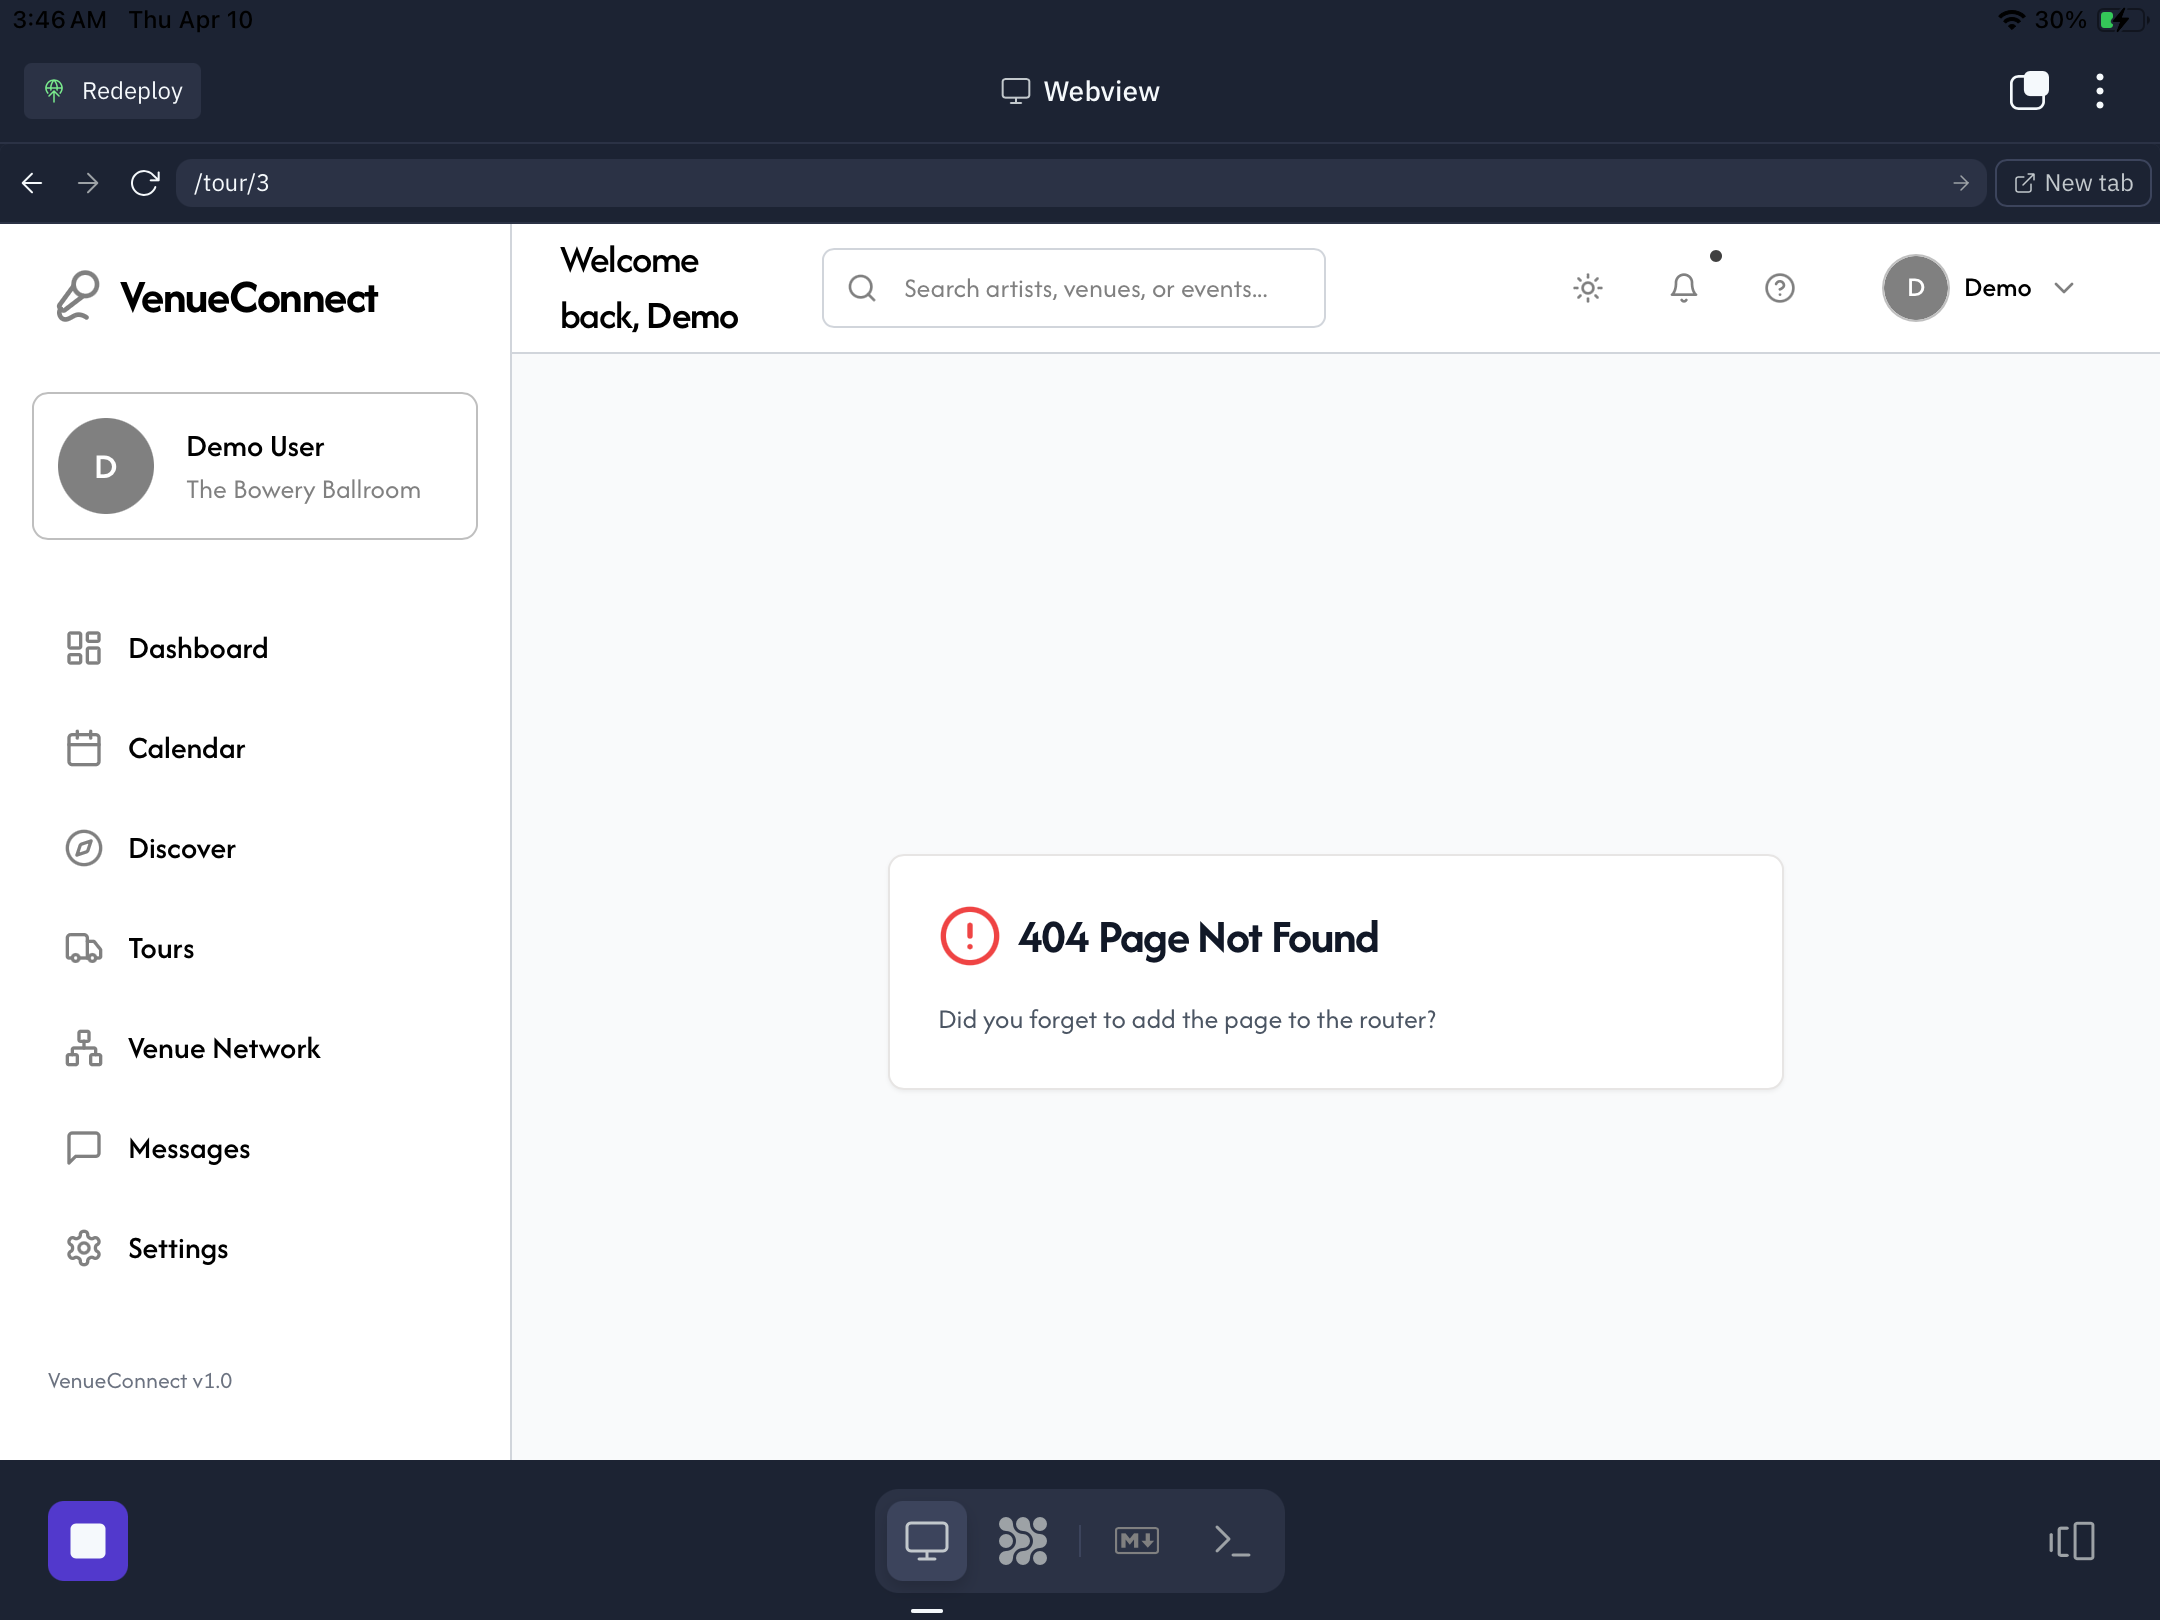 3:46 AM Thu Apr 10
30%
Redeploy
Webview
/tour/3
New tab
VenueConnect
Welcome
back, Demo
Search artists, venues, or events...
D
Demo
D
Demo User
The Bowery Ballroom
Dashboard
Calendar
Discover
Tours
Venue Network
Messages
Settings
404 Page Not Found
Did you forget to add the page to the router?
VenueConnect v1.0
M